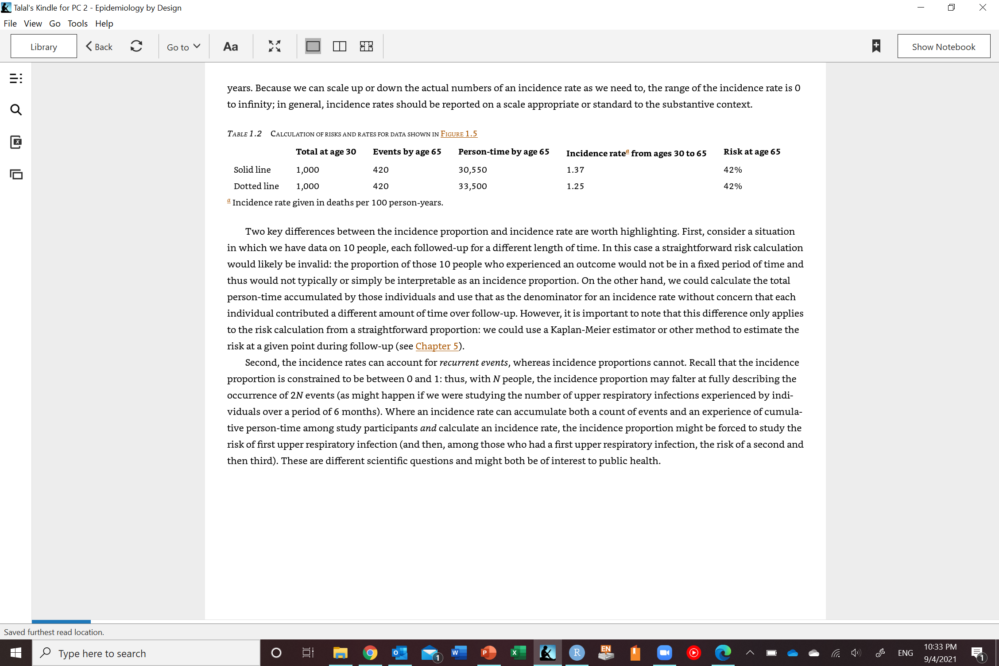 Talal's Kindle for PC 2 - Epidemiology by Design
File View Go Tools Help
Library
Back
Go to
Aa
Show Notebook
years. Because we can scale up or down the actual numbers of an incidence rate as we need to, the range of the incidence rate is 0
to infinity; in general, incidence rates should be reported on a scale appropriate or standard to the substantive context.
TABLE 1.2 CALCULATION OF RISKS AND RATES FOR DATA SHOWN IN FIGURE 1.5
Total at age 30 Events by age 65 Person-time by age 65 Incidence rateᵃ from ages 30 to 65 Risk at age 65
Solid line 1,000 420 30,550 1.37 42%
Dotted line 1,000 420 33,500 1.25 42%
ᵃ Incidence rate given in deaths per 100 person-years.
Two key differences between the incidence proportion and incidence rate are worth highlighting. First, consider a situation
in which we have data on 10 people, each followed-up for a different length of time. In this case a straightforward risk calculation
would likely be invalid: the proportion of those 10 people who experienced an outcome would not be in a fixed period of time and
thus would not typically or simply be interpretable as an incidence proportion. On the other hand, we could calculate the total
person-time accumulated by those individuals and use that as the denominator for an incidence rate without concern that each
individual contributed a different amount of time over follow-up. However, it is important to note that this difference only applies
to the risk calculation from a straightforward proportion: we could use a Kaplan-Meier estimator or other method to estimate the
risk at a given point during follow-up (see Chapter 5).
Second, the incidence rates can account for recurrent events, whereas incidence proportions cannot. Recall that the incidence
proportion is constrained to be between 0 and 1: thus, with N people, the incidence proportion may falter at fully describing the
occurrence of 2N events (as might happen if we were studying the number of upper respiratory infections experienced by indi-
viduals over a period of 6 months). Where an incidence rate can accumulate both a count of events and an experience of cumula-
tive person-time among study participants and calculate an incidence rate, the incidence proportion might be forced to study the
risk of first upper respiratory infection (and then, among those who had a first upper respiratory infection, the risk of a second and
then third). These are different scientific questions and might both be of interest to public health.
Saved furthest read location.
Type here to search
1
W
P
X
R
EN
ENG
10:33 PM
9/4/2021
1